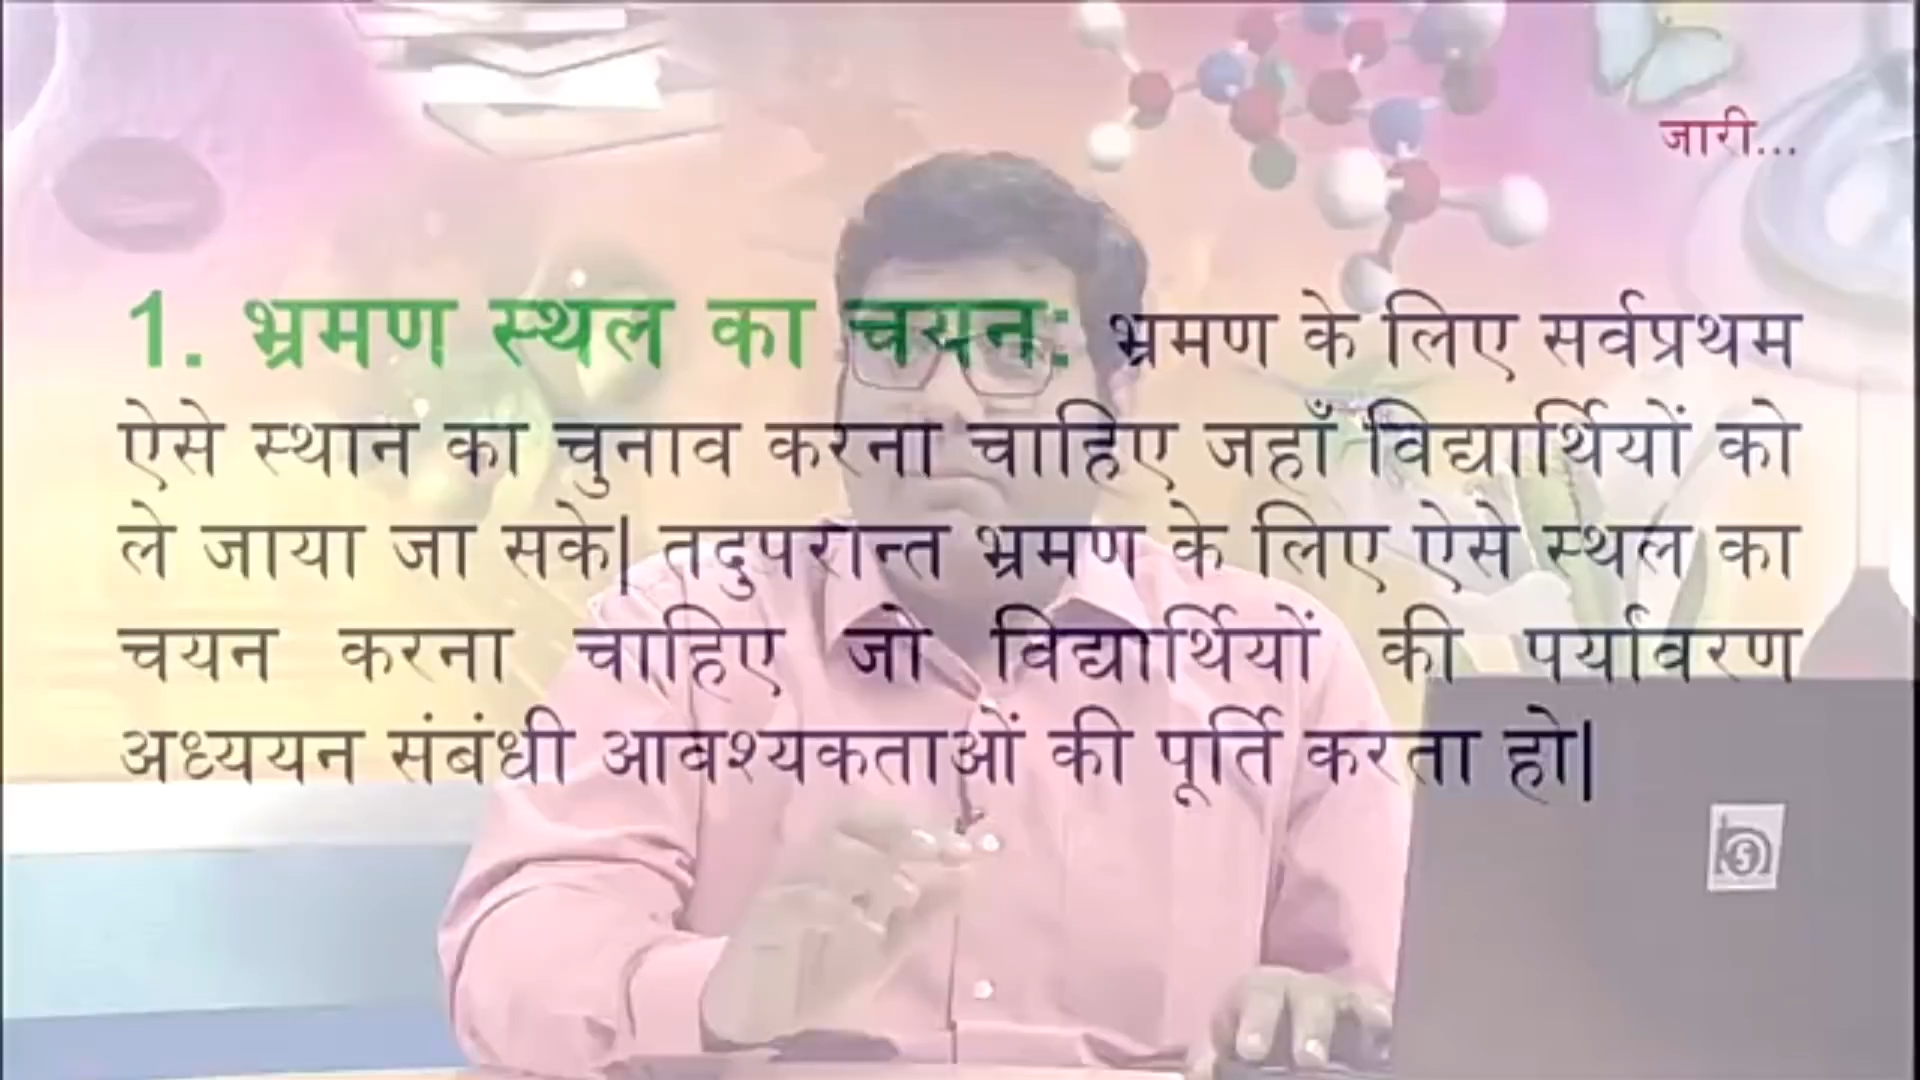 जारी...
1. भ्रमण स्थल का चयन: भ्रमण के लिए सर्वप्रथम
ऐसे स्थान का चुनाव करना चाहिए जहाँ विद्यार्थियों को
ले जाया जा सके| तदुपरान्त भ्रमण के लिए ऐसे स्थल का
चयन करना चाहिए जो विद्यार्थियों की पर्यावरण
अध्ययन संबंधी आवश्यकताओं की पूर्ति करता हो|